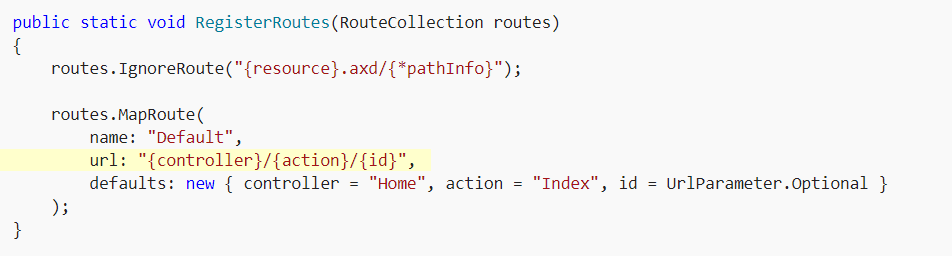 public static void RegisterRoutes(RouteCollection routes)
{
    routes.IgnoreRoute("{resource}.axd/{*pathInfo}");

    routes.MapRoute(
        name: "Default",
        url: "{controller}/{action}/{id}",
        defaults: new { controller = "Home", action = "Index", id = UrlParameter.Optional }
    );
}